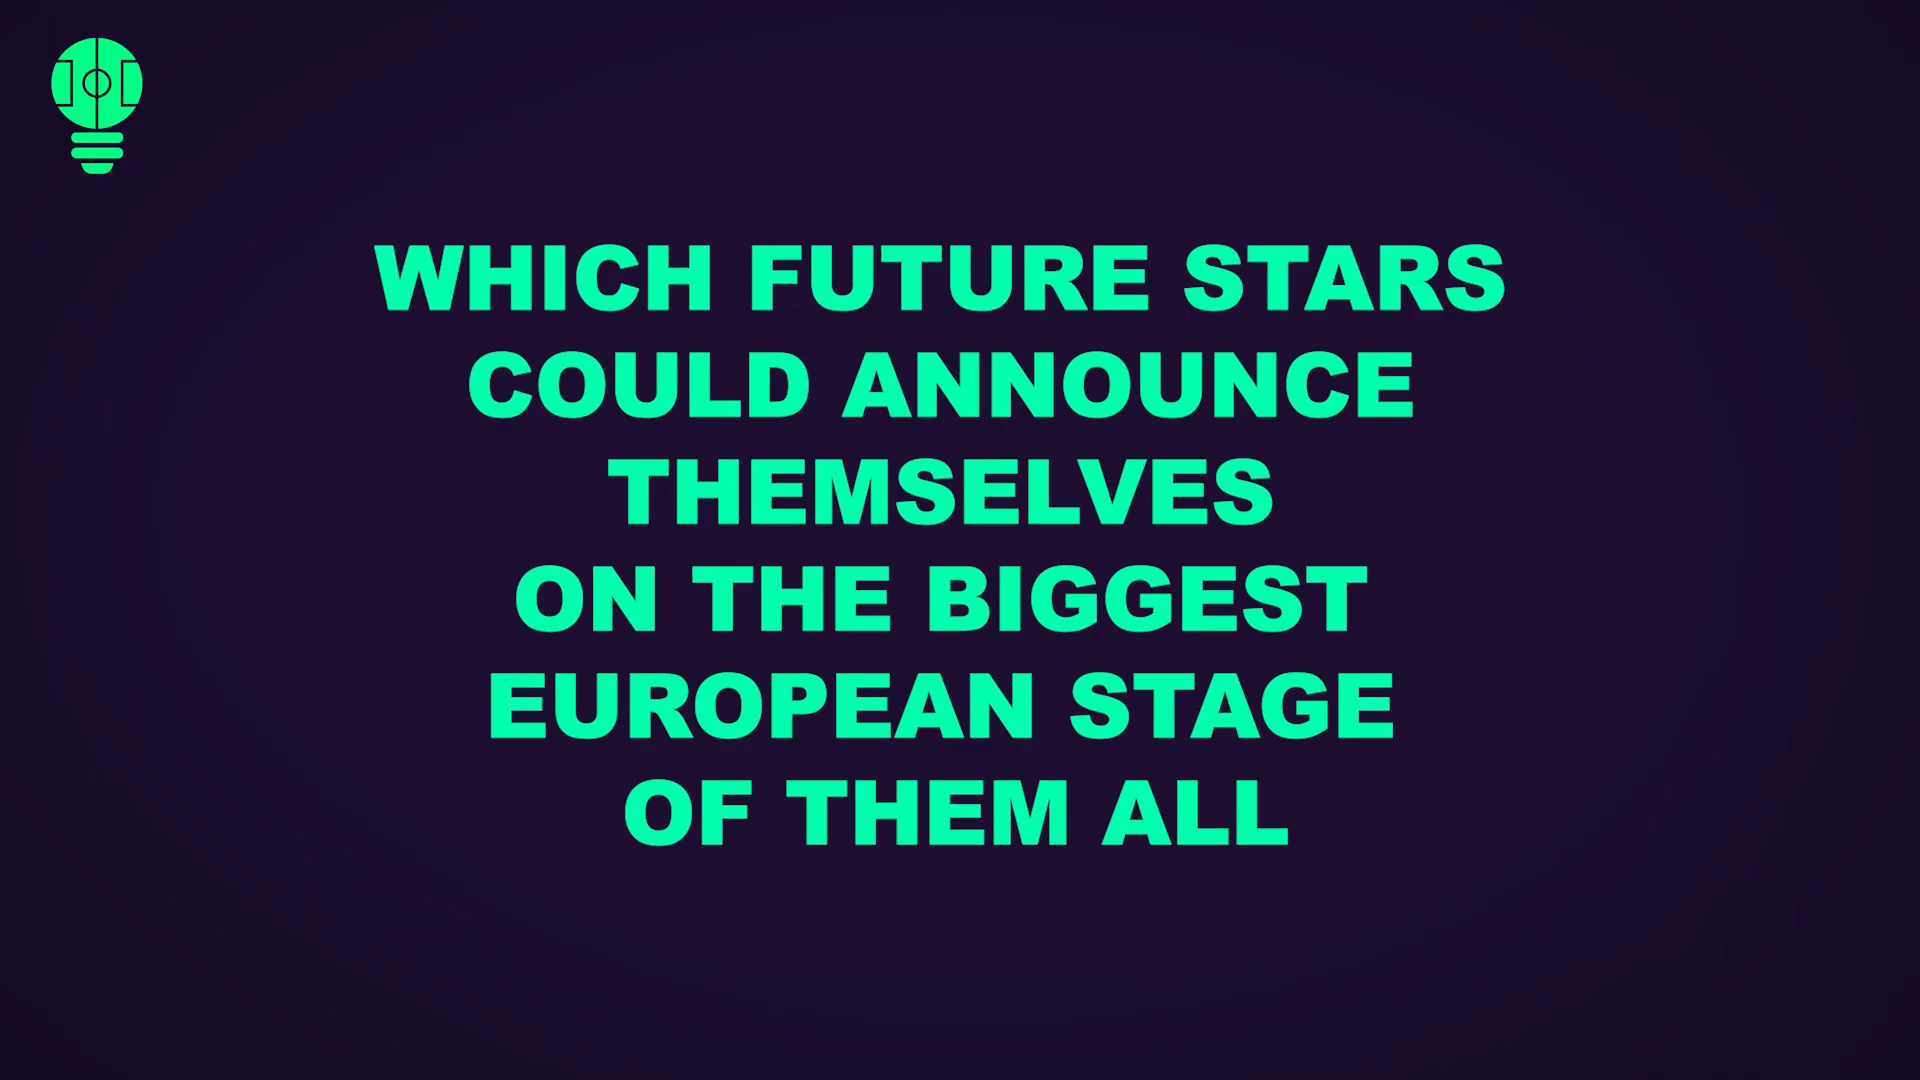 WHICH FUTURE STARS
COULD ANNOUNCE
THEMSELVES
ON THE BIGGEST
EUROPEAN STAGE
OF THEM ALL